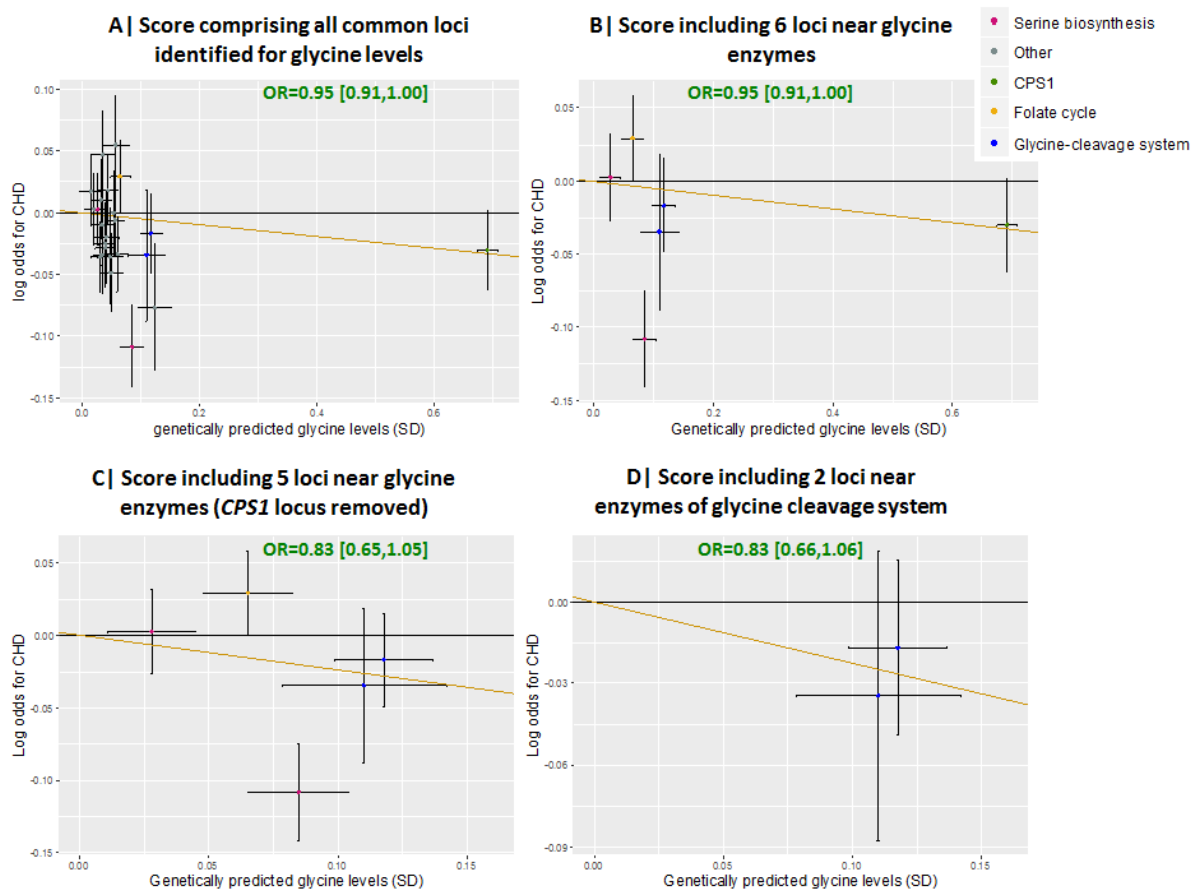 A| Score comprising all common loci
identified for glycine levels
OR=0.95 [0.91,1.00]
0.10
0.05
0.00
-0.05
-0.10
-0.15
log odds for CHD
0.0
0.2
0.4
0.6
genetically predicted glycine levels (SD)
B| Score including 6 loci near glycine
enzymes
OR=0.95 [0.91,1.00]
0.05
0.00
-0.05
-0.10
-0.15
Log odds for CHD
0.0
0.2
0.4
0.6
Genetically predicted glycine levels (SD)
Serine biosynthesis
Other
CPS1
Folate cycle
Glycine-cleavage system
C| Score including 5 loci near glycine
enzymes (CPS1 locus removed)
OR=0.83 [0.65,1.05]
0.05
0.00
-0.05
-0.10
-0.15
Log odds for CHD
0.00
0.05
0.10
0.15
Genetically predicted glycine levels (SD)
D| Score including 2 loci near
enzymes of glycine cleavage system
OR=0.83 [0.66,1.06]
0.00
-0.03
-0.06
-0.09
Log odds for CHD
0.00
0.05
0.10
0.15
Genetically predicted glycine levels (SD)